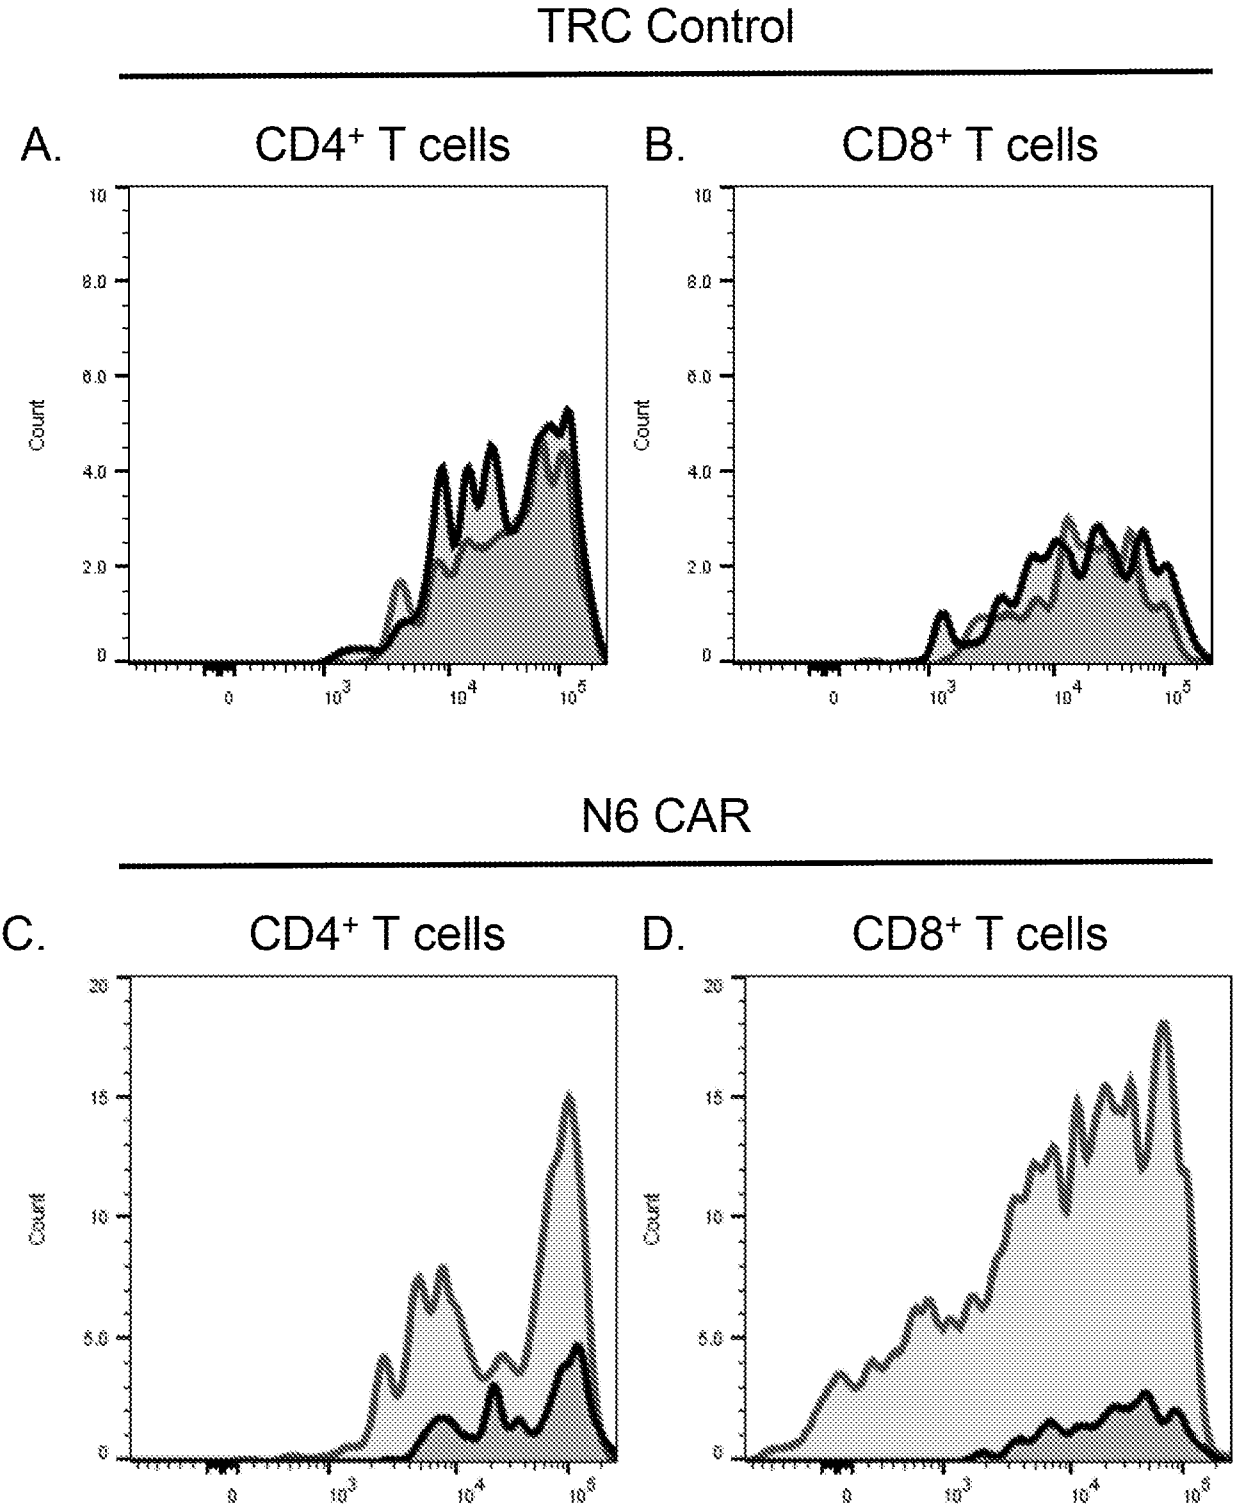 TRC Control
A. CD4⁺ T cells B. CD8⁺ T cells
10 10
8.0 8.0
6.0 6.0
Count Count
4.0 4.0
2.0 2.0
0 0
0 10³ 10⁴ 10⁵ 0 10³ 10⁴ 10⁵
N6 CAR
C. CD4⁺ T cells D. CD8⁺ T cells
20 20
15 15
10 10
Count Count
5.0 5.0
0 0
0 10³ 10⁴ 10⁵ 0 10³ 10⁴ 10⁵